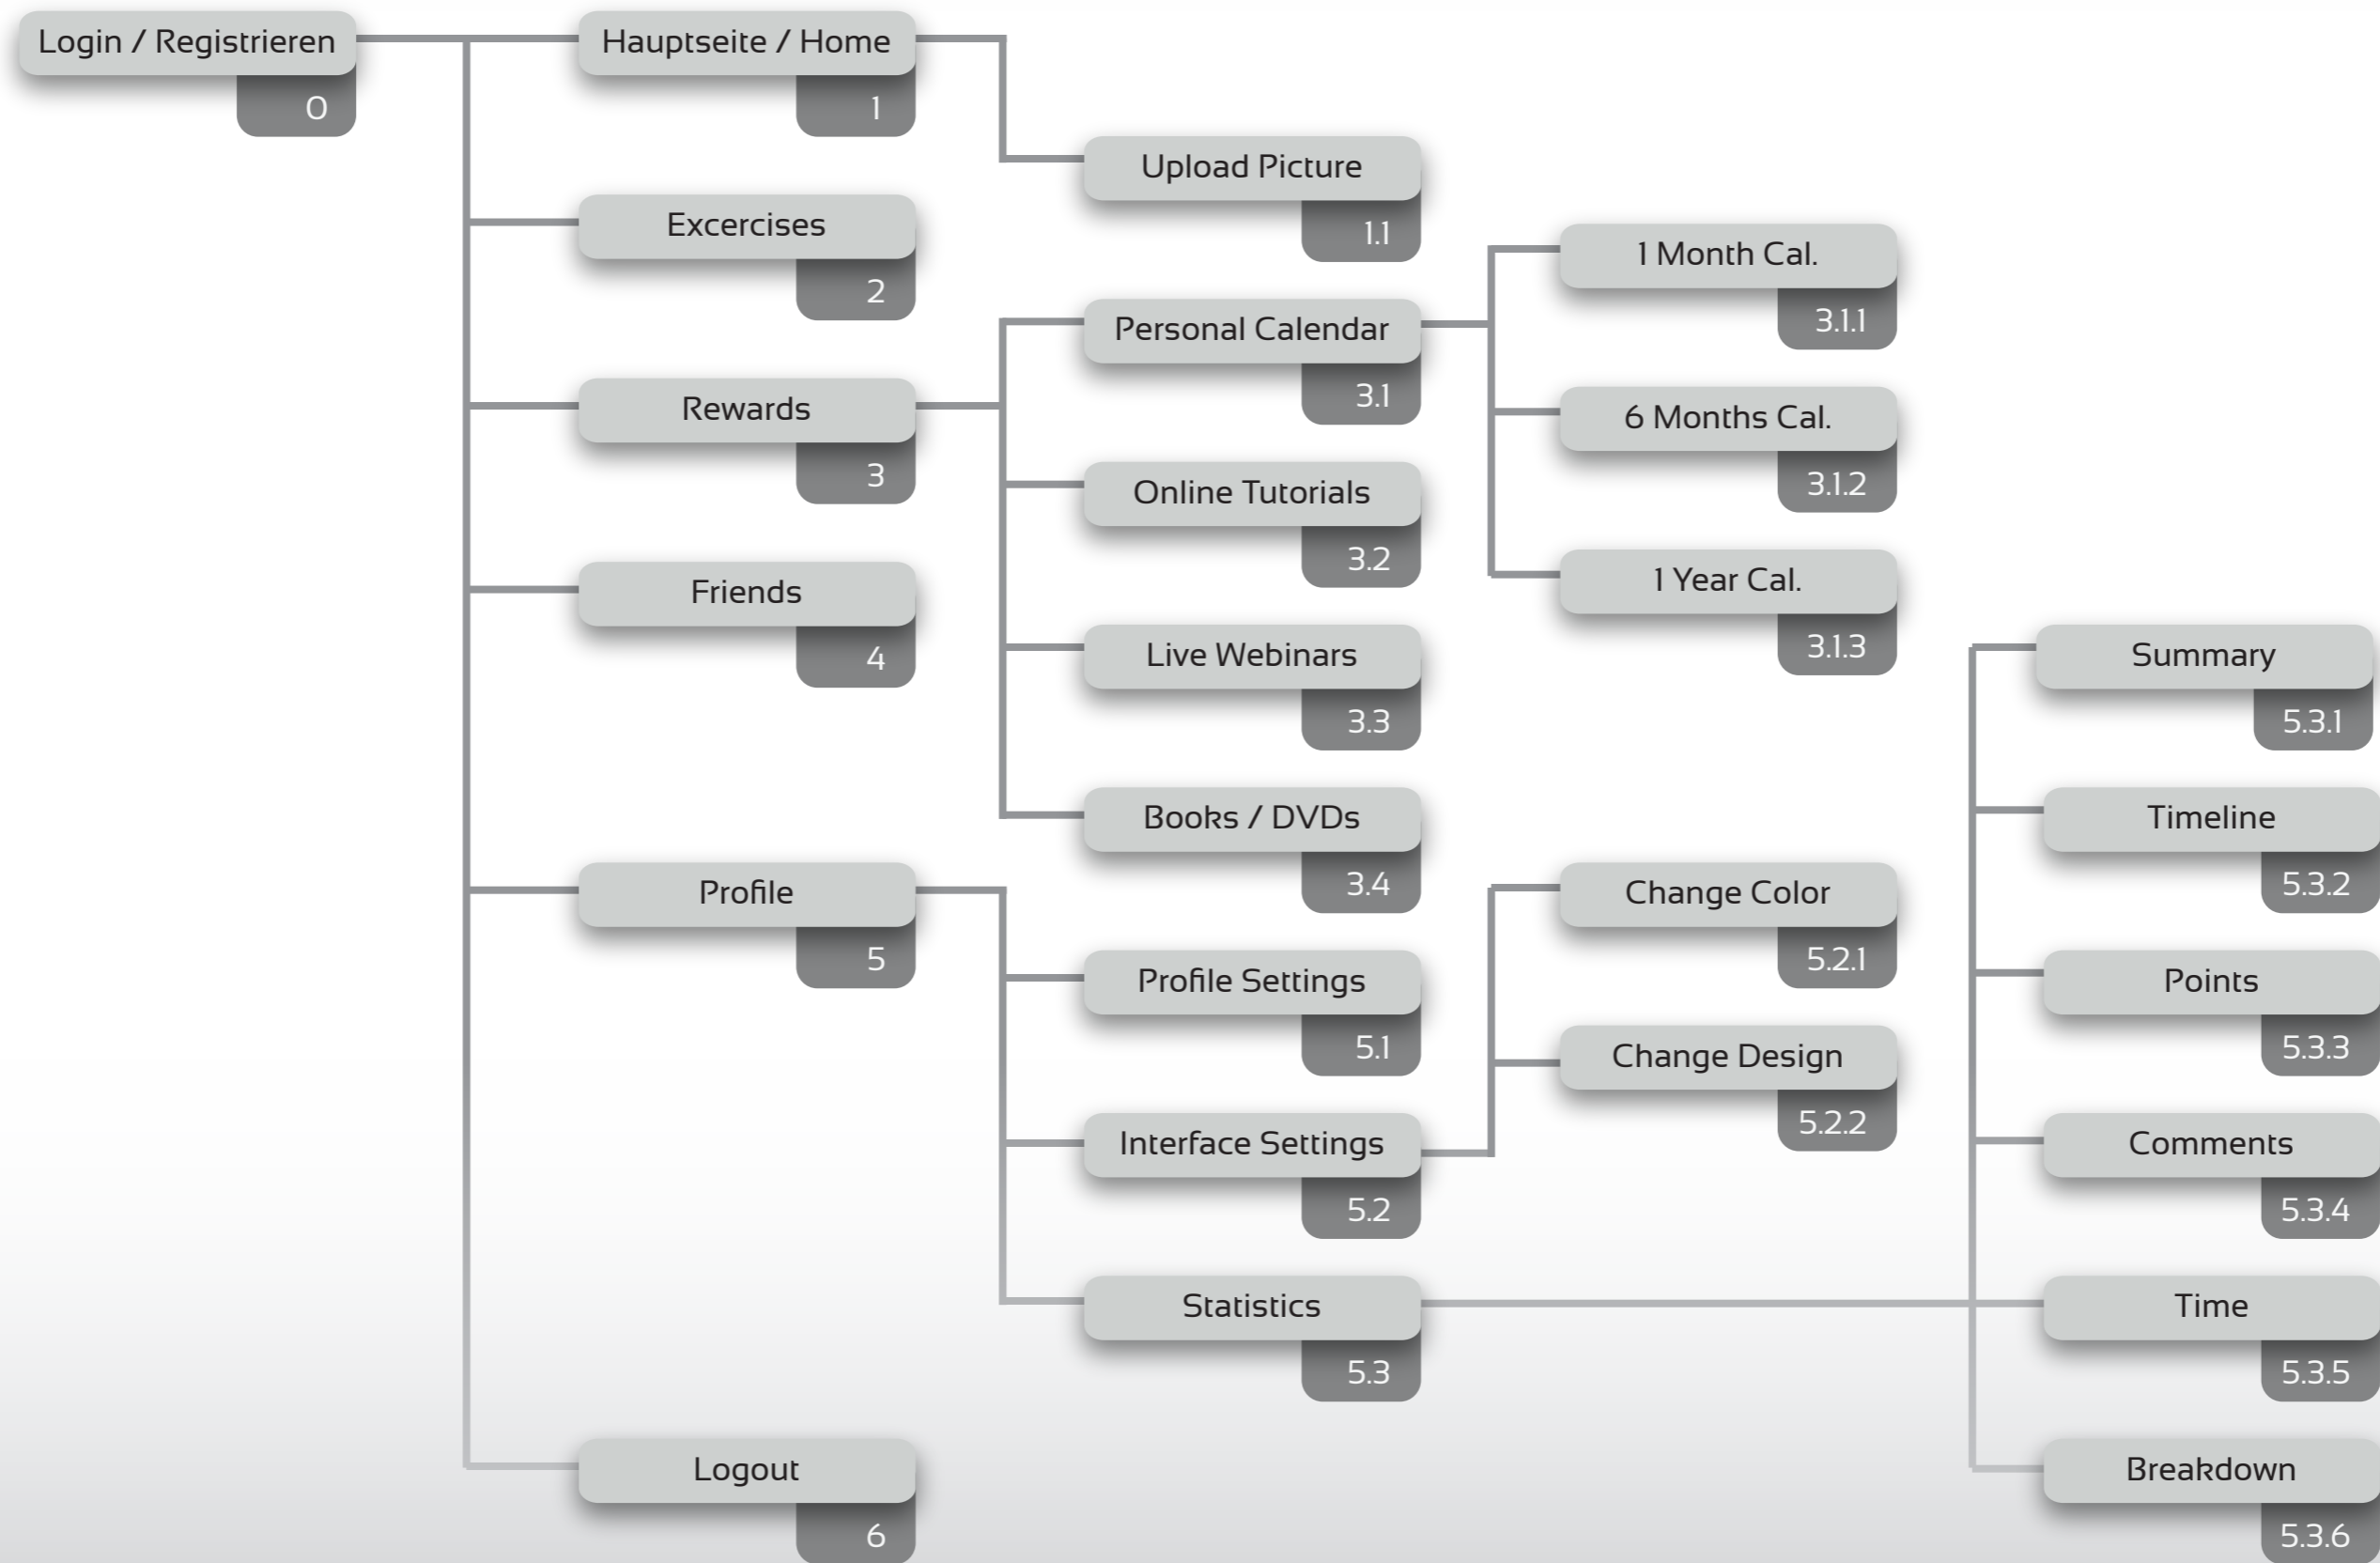 Login / Registrieren
0
Hauptseite / Home
1
Upload Picture
1.1
Excercises
2
Rewards
3
Personal Calendar
3.1
1 Month Cal.
3.1.1
6 Months Cal.
3.1.2
1 Year Cal.
3.1.3
Online Tutorials
3.2
Live Webinars
3.3
Books / DVDs
3.4
Friends
4
Profile
5
Profile Settings
5.1
Interface Settings
5.2
Change Color
5.2.1
Change Design
5.2.2
Statistics
5.3
Summary
5.3.1
Timeline
5.3.2
Points
5.3.3
Comments
5.3.4
Time
5.3.5
Breakdown
5.3.6
Logout
6